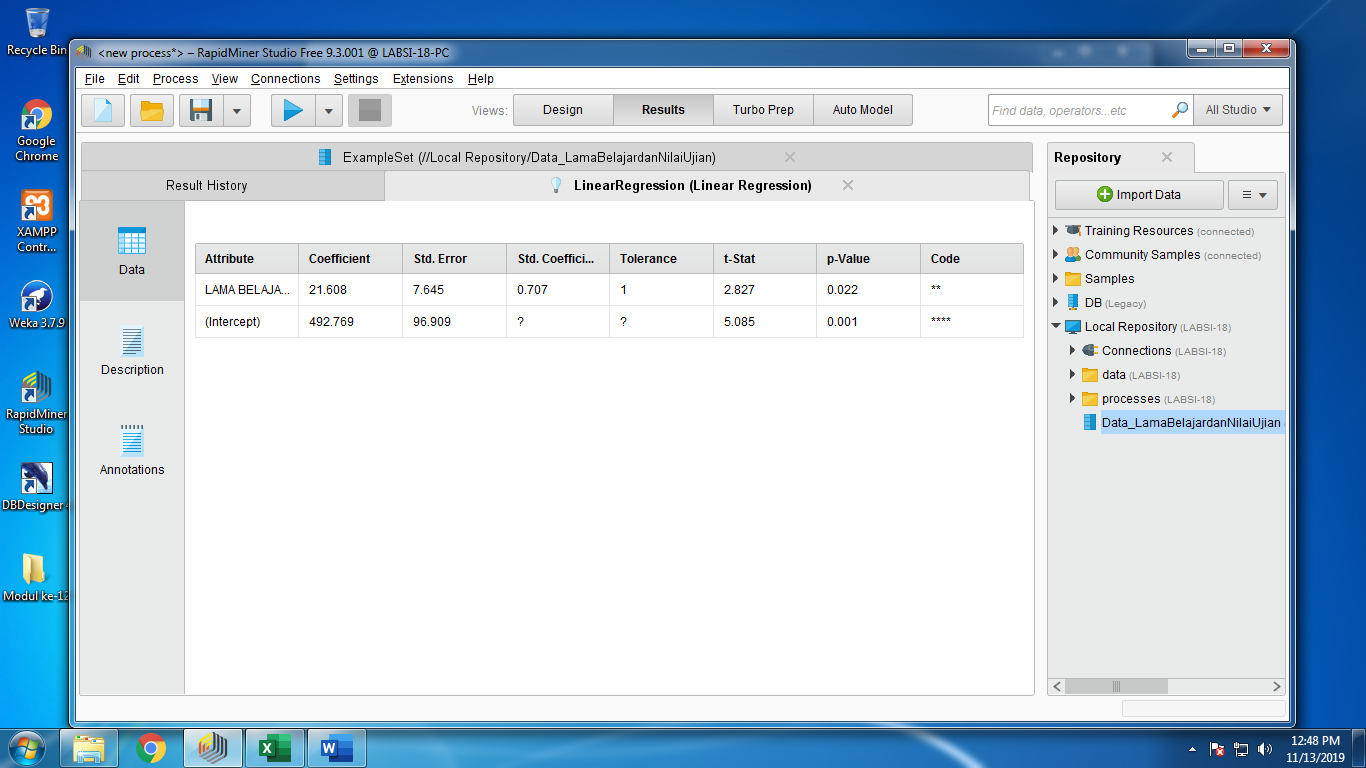 Recycle Bin
Google
Chrome
XAMPP
Contr...
Weka 3.7.9
RapidMiner
Studio
DBDesigner
Modul ke-12
<new process*> – RapidMiner Studio Free 9.3.001 @ LABSI-18-PC
File Edit Process View Connections Settings Extensions Help
Views: Design Results Turbo Prep Auto Model Find data, operators...etc All Studio
ExampleSet (//Local Repository/Data_LamaBelajardanNilaiUjian)
Result History LinearRegression (Linear Regression)
Data
Description
Annotations
Attribute Coefficient Std. Error Std. Coeffici... Tolerance t-Stat p-Value Code
LAMA BELAJA... 21.608 7.645 0.707 1 2.827 0.022 **
(Intercept) 492.769 96.909 ? ? 5.085 0.001 ****
Repository
Import Data
Training Resources (connected)
Community Samples (connected)
Samples
DB (Legacy)
Local Repository (LABSI-18)
Connections (LABSI-18)
data (LABSI-18)
processes (LABSI-18)
Data_LamaBelajardanNilaiUjian
12:48 PM
11/13/2019